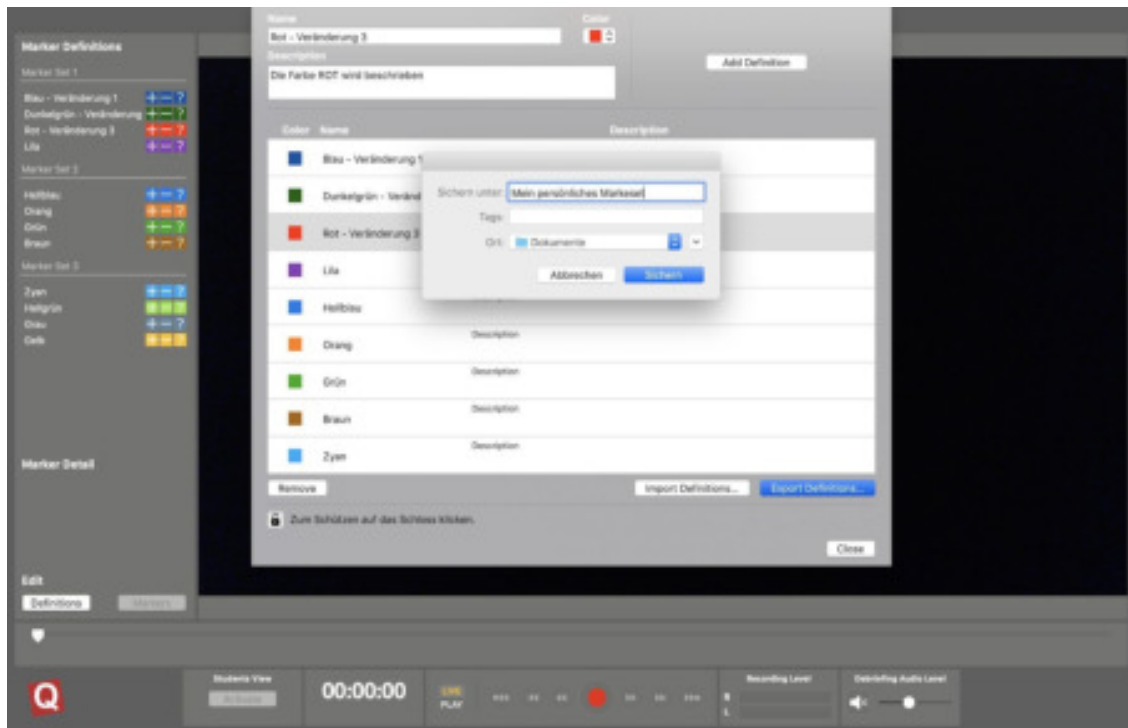 Name
Color
Rot - Veränderung 3
Description
Die Farbe ROT wird beschrieben
Add Definition
Marker Definitions
Marker Set 1
Blau - Veränderung 1
Dunkelgrün - Veränderung
Rot - Veränderung 3
Lila
Marker Set 2
Hellblau
Orang
Grün
Braun
Marker Set 3
Zyan
Hellgrün
Grau
Gelb
Color Name Description
Blau - Veränderung 1
Dunkelgrün - Veränd
Rot - Veränderung 3
Lila
Hellblau
Orang
Description
Grün
Description
Braun
Description
Zyan
Description
Sichern unter: Mein persönliches Markeset
Tags:
Ort: Dokumente
Abbrechen Sichern
Remove Import Definitions... Export Definitions...
Zum Schützen auf das Schloss klicken.
Close
Marker Detail
Edit
Definitions Markers
Q
Students View
Activate
00:00:00
LIVE
PLAY
Recording Level
R
L
Debriefing Audio Level